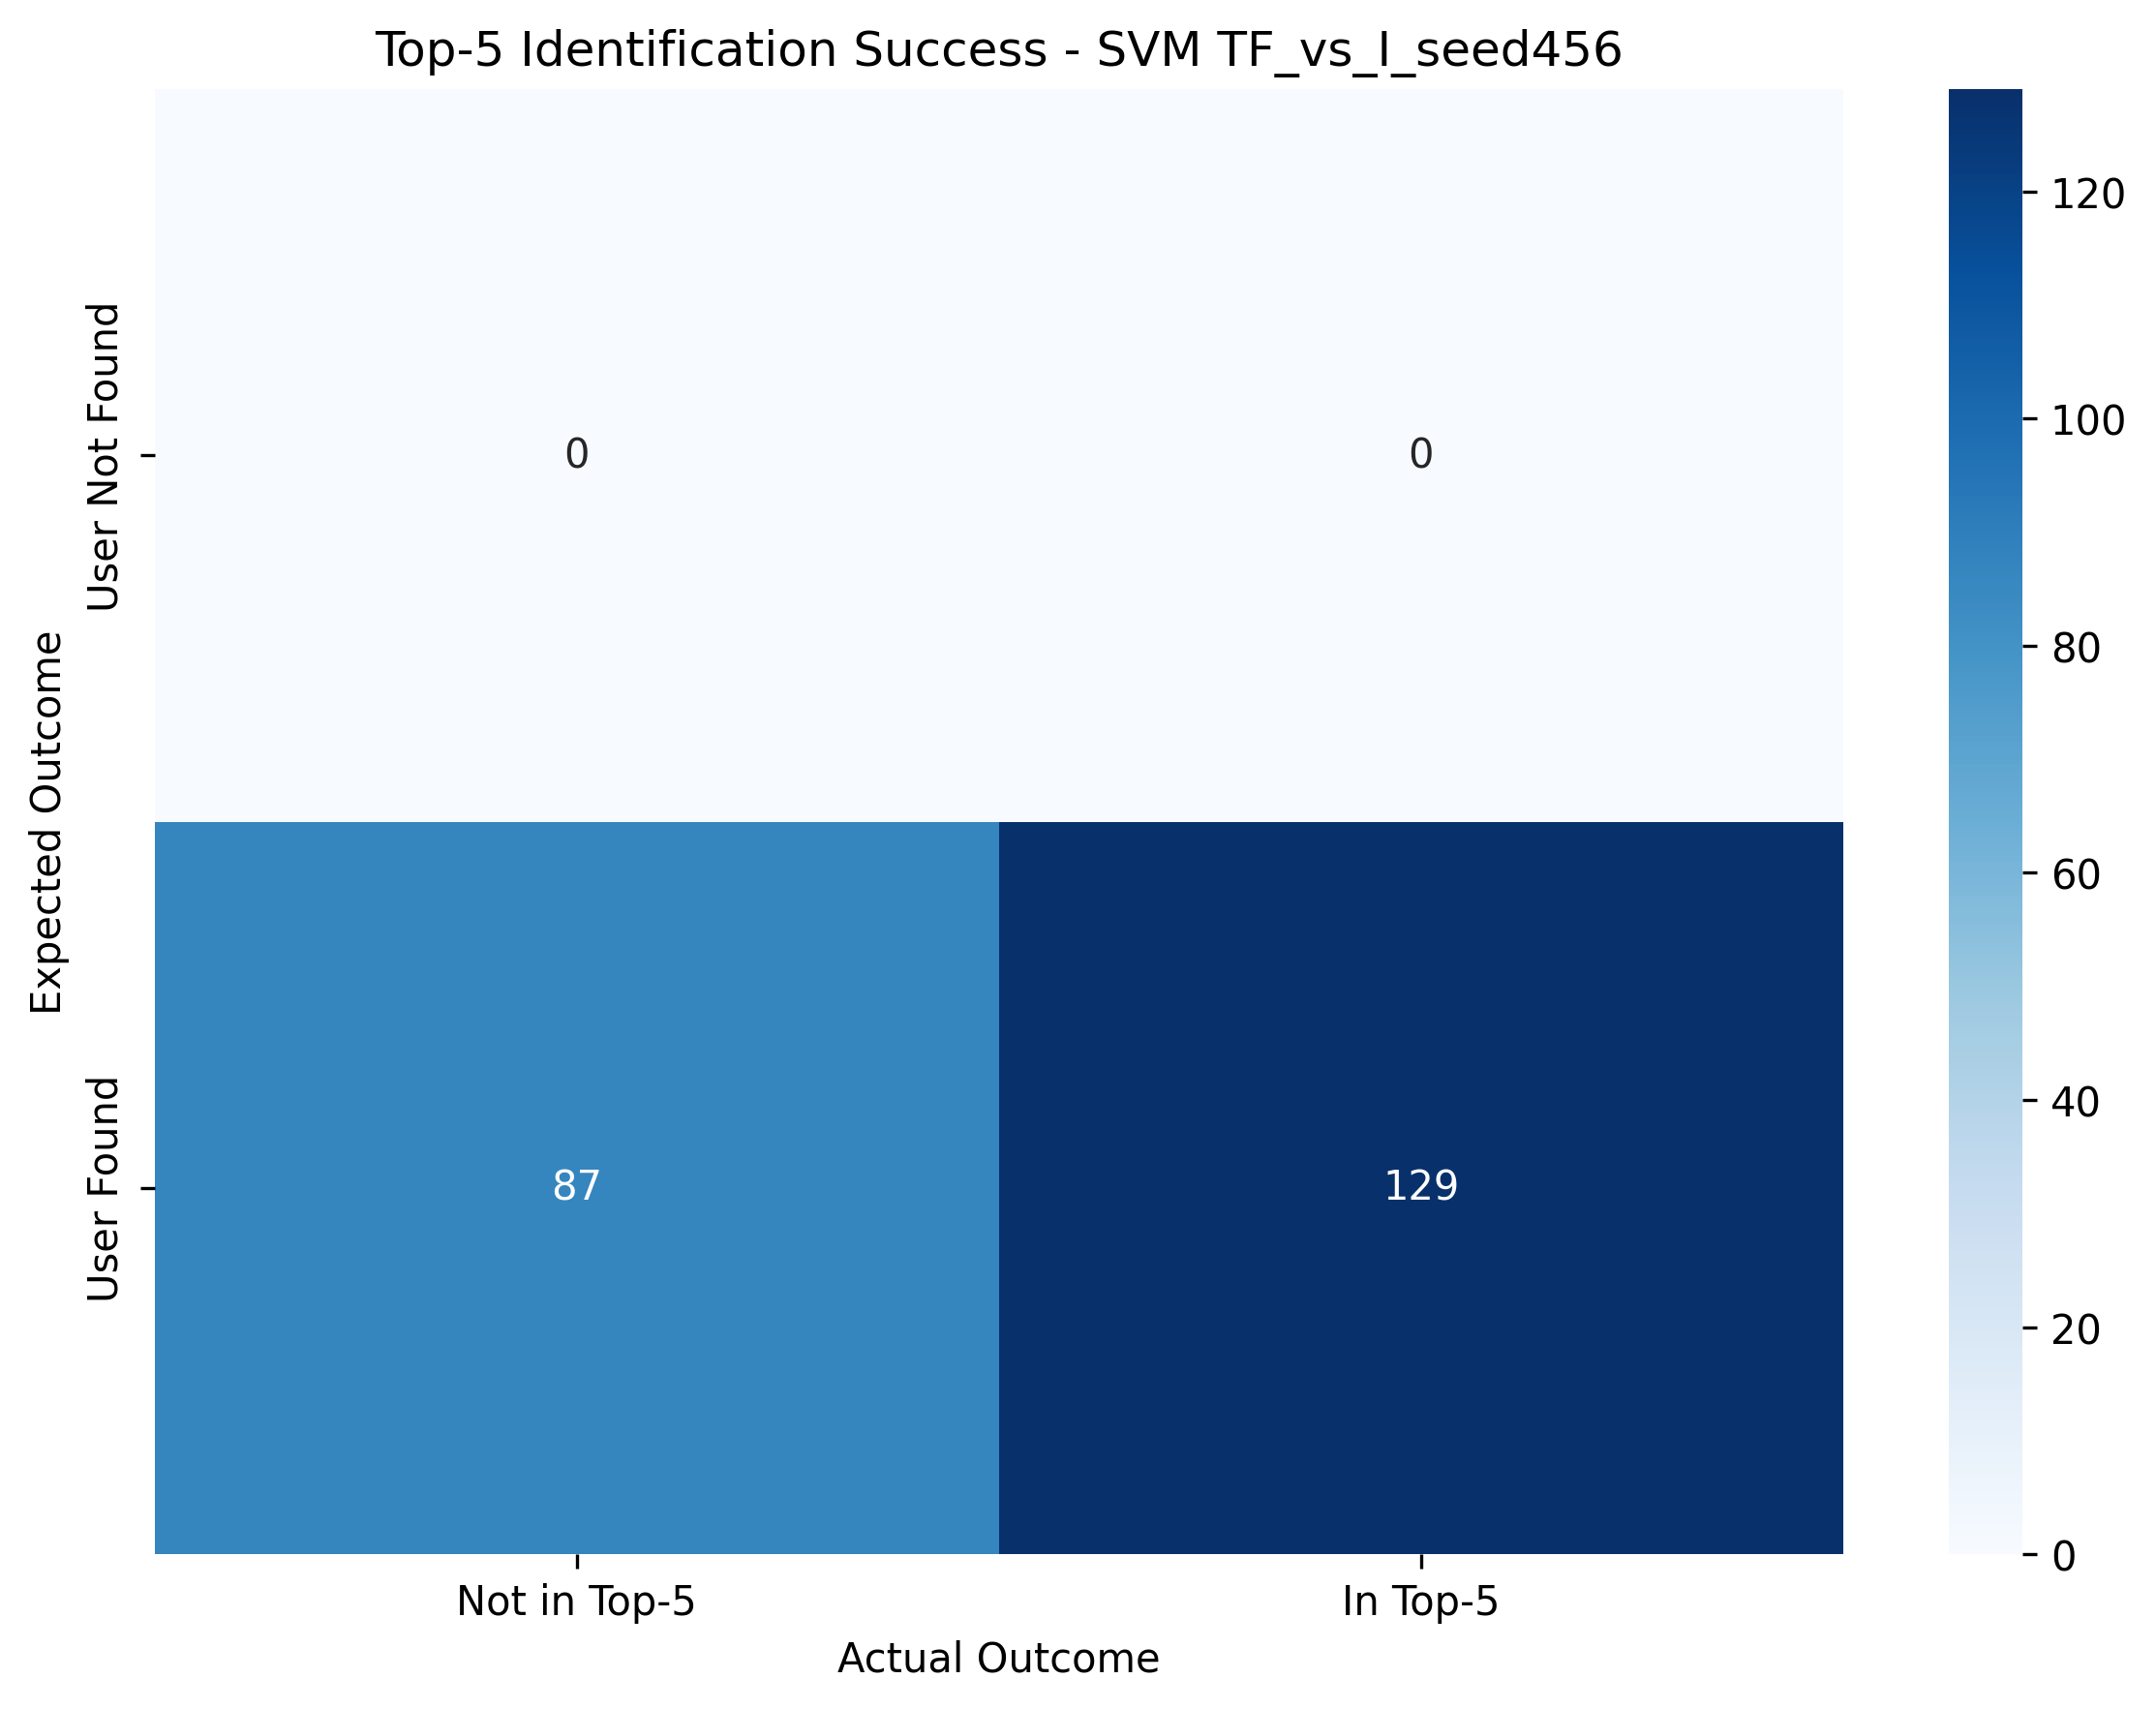 Top-5 Identification Success - SVM TF_vs_I_seed456
Expected Outcome
User Not Found
User Found
0
0
87
129
Not in Top-5
In Top-5
Actual Outcome
120
100
80
60
40
20
0